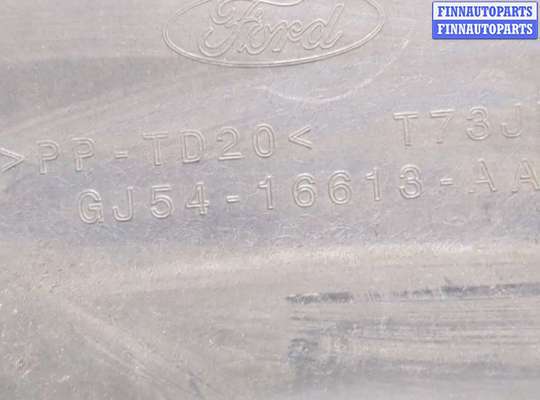 FINNAUTOPARTS
FINNAUTOPARTS
Ford
>PP-TD20< T73J
GJ54-16613-AA